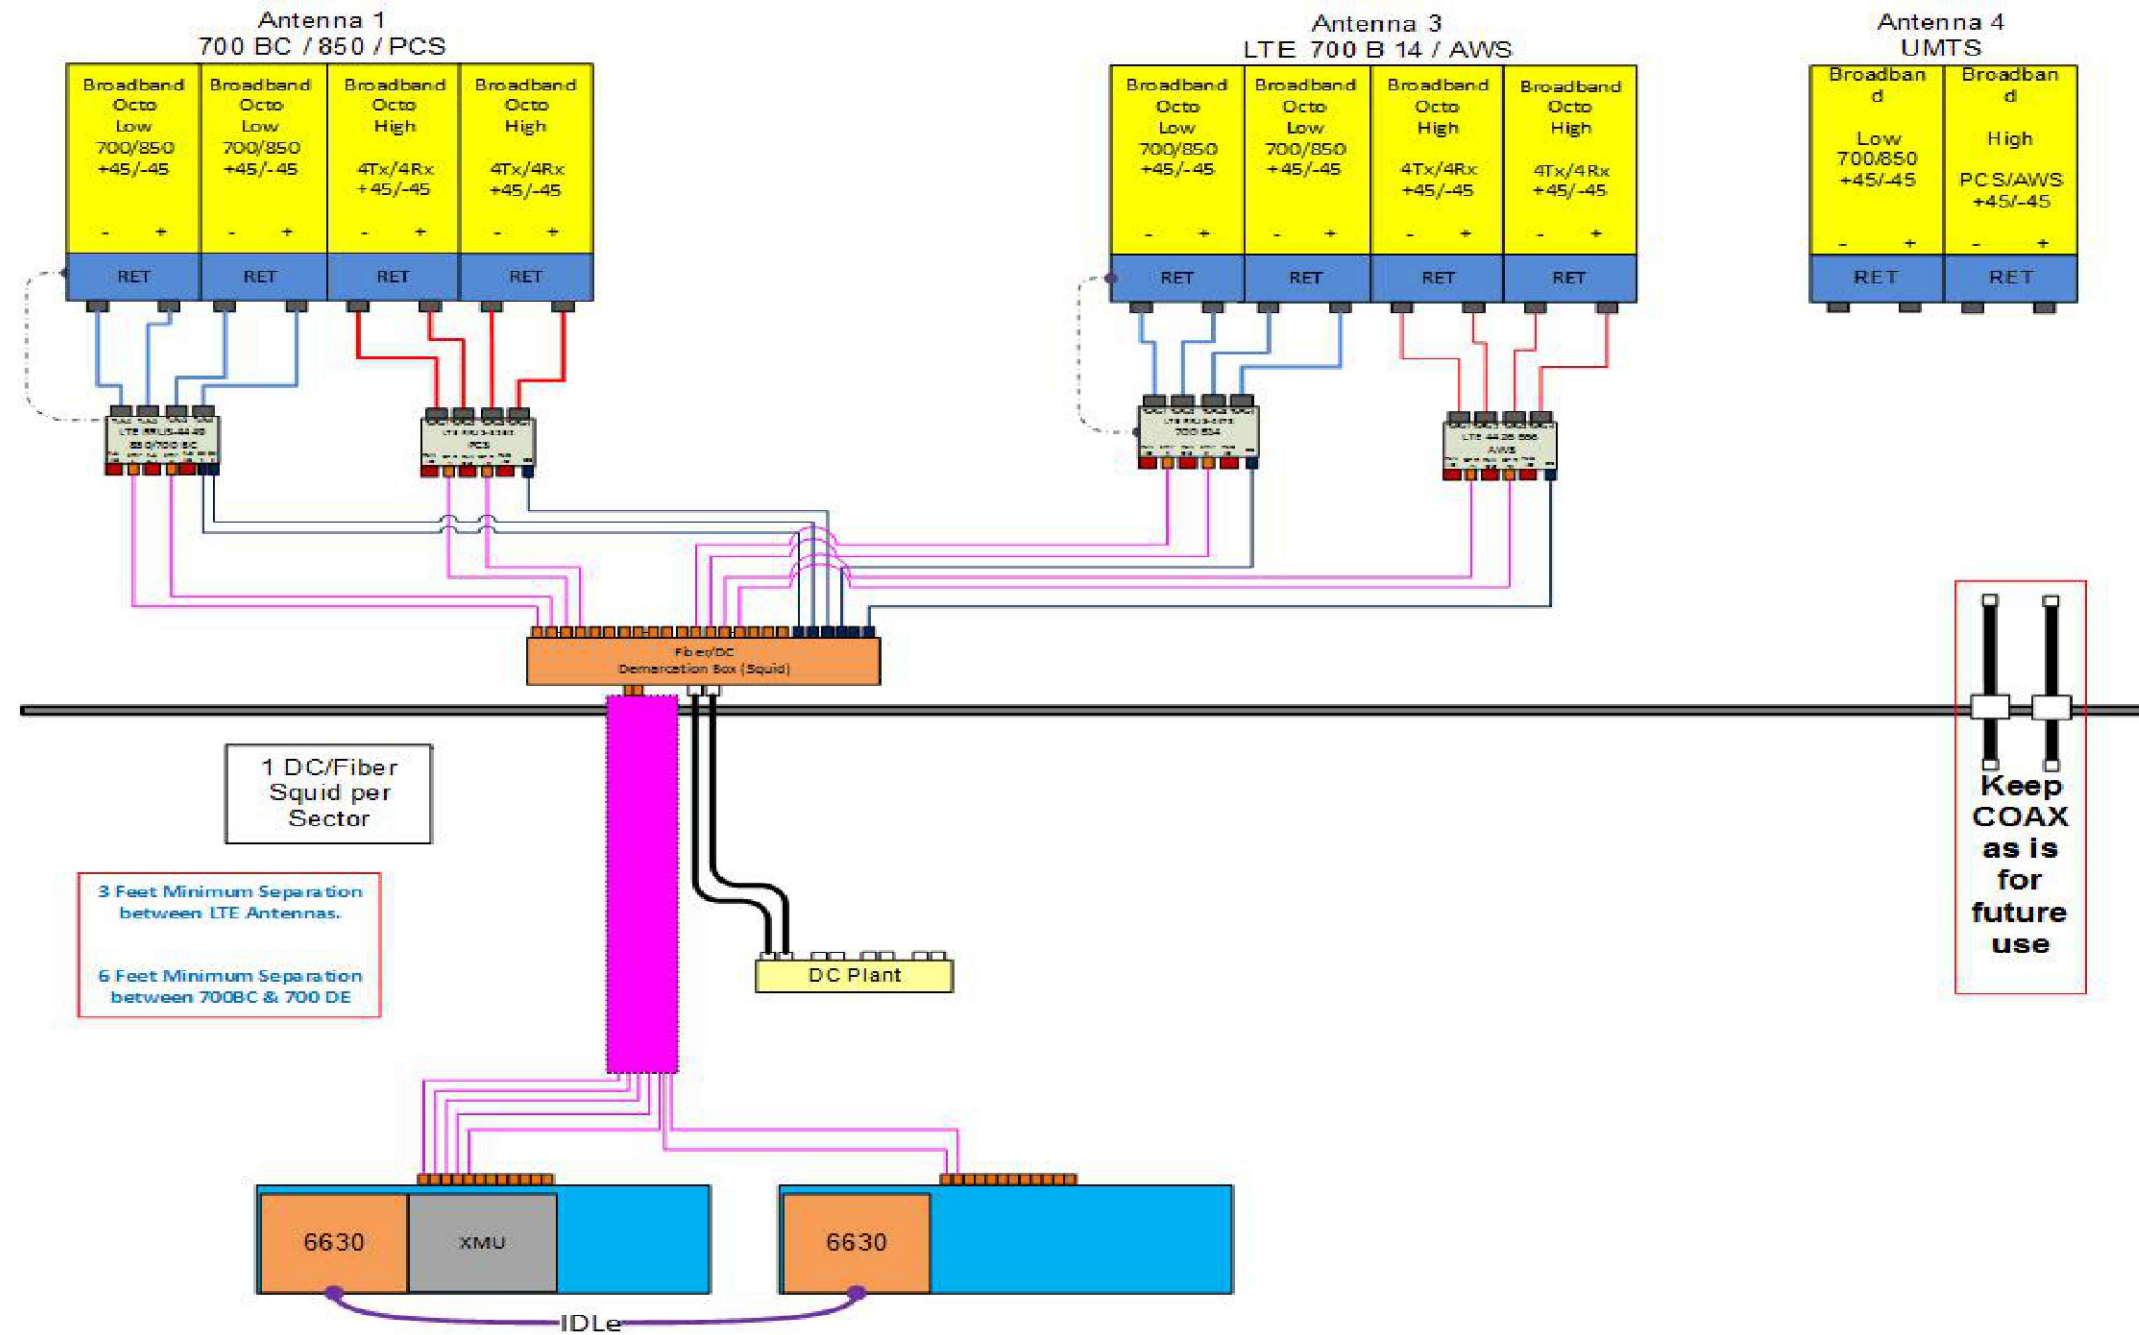 Antenna 1
700 BC / 850 / PCS
Broadband
Octo
Low
700/850
+45/-45
- +
RET
Broadband
Octo
Low
700/850
+45/-45
- +
RET
Broadband
Octo
High
4Tx/4Rx
+45/-45
- +
RET
Broadband
Octo
High
4Tx/4Rx
+45/-45
- +
RET
Antenna 3
LTE 700 B 14 / AWS
Broadband
Octo
Low
700/850
+45/-45
- +
RET
Broadband
Octo
Low
700/850
+45/-45
- +
RET
Broadband
Octo
High
4Tx/4Rx
+45/-45
- +
RET
Broadband
Octo
High
4Tx/4Rx
+45/-45
- +
RET
Antenna 4
UMTS
Broadban
d
Low
700/850
+45/-45
- +
RET
Broadban
d
High
PCS/AWS
+45/-45
- +
RET
850/700 BC
PCS
AWS
Fiber/DC
Demarcation Box (Squid)
1 DC/Fiber
Squid per
Sector
3 Feet Minimum Separation
between LTE Antennas.
6 Feet Minimum Separation
between 700BC & 700 DE
DC Plant
Keep
COAX
as is
for
future
use
6630
XMU
6630
IDLe